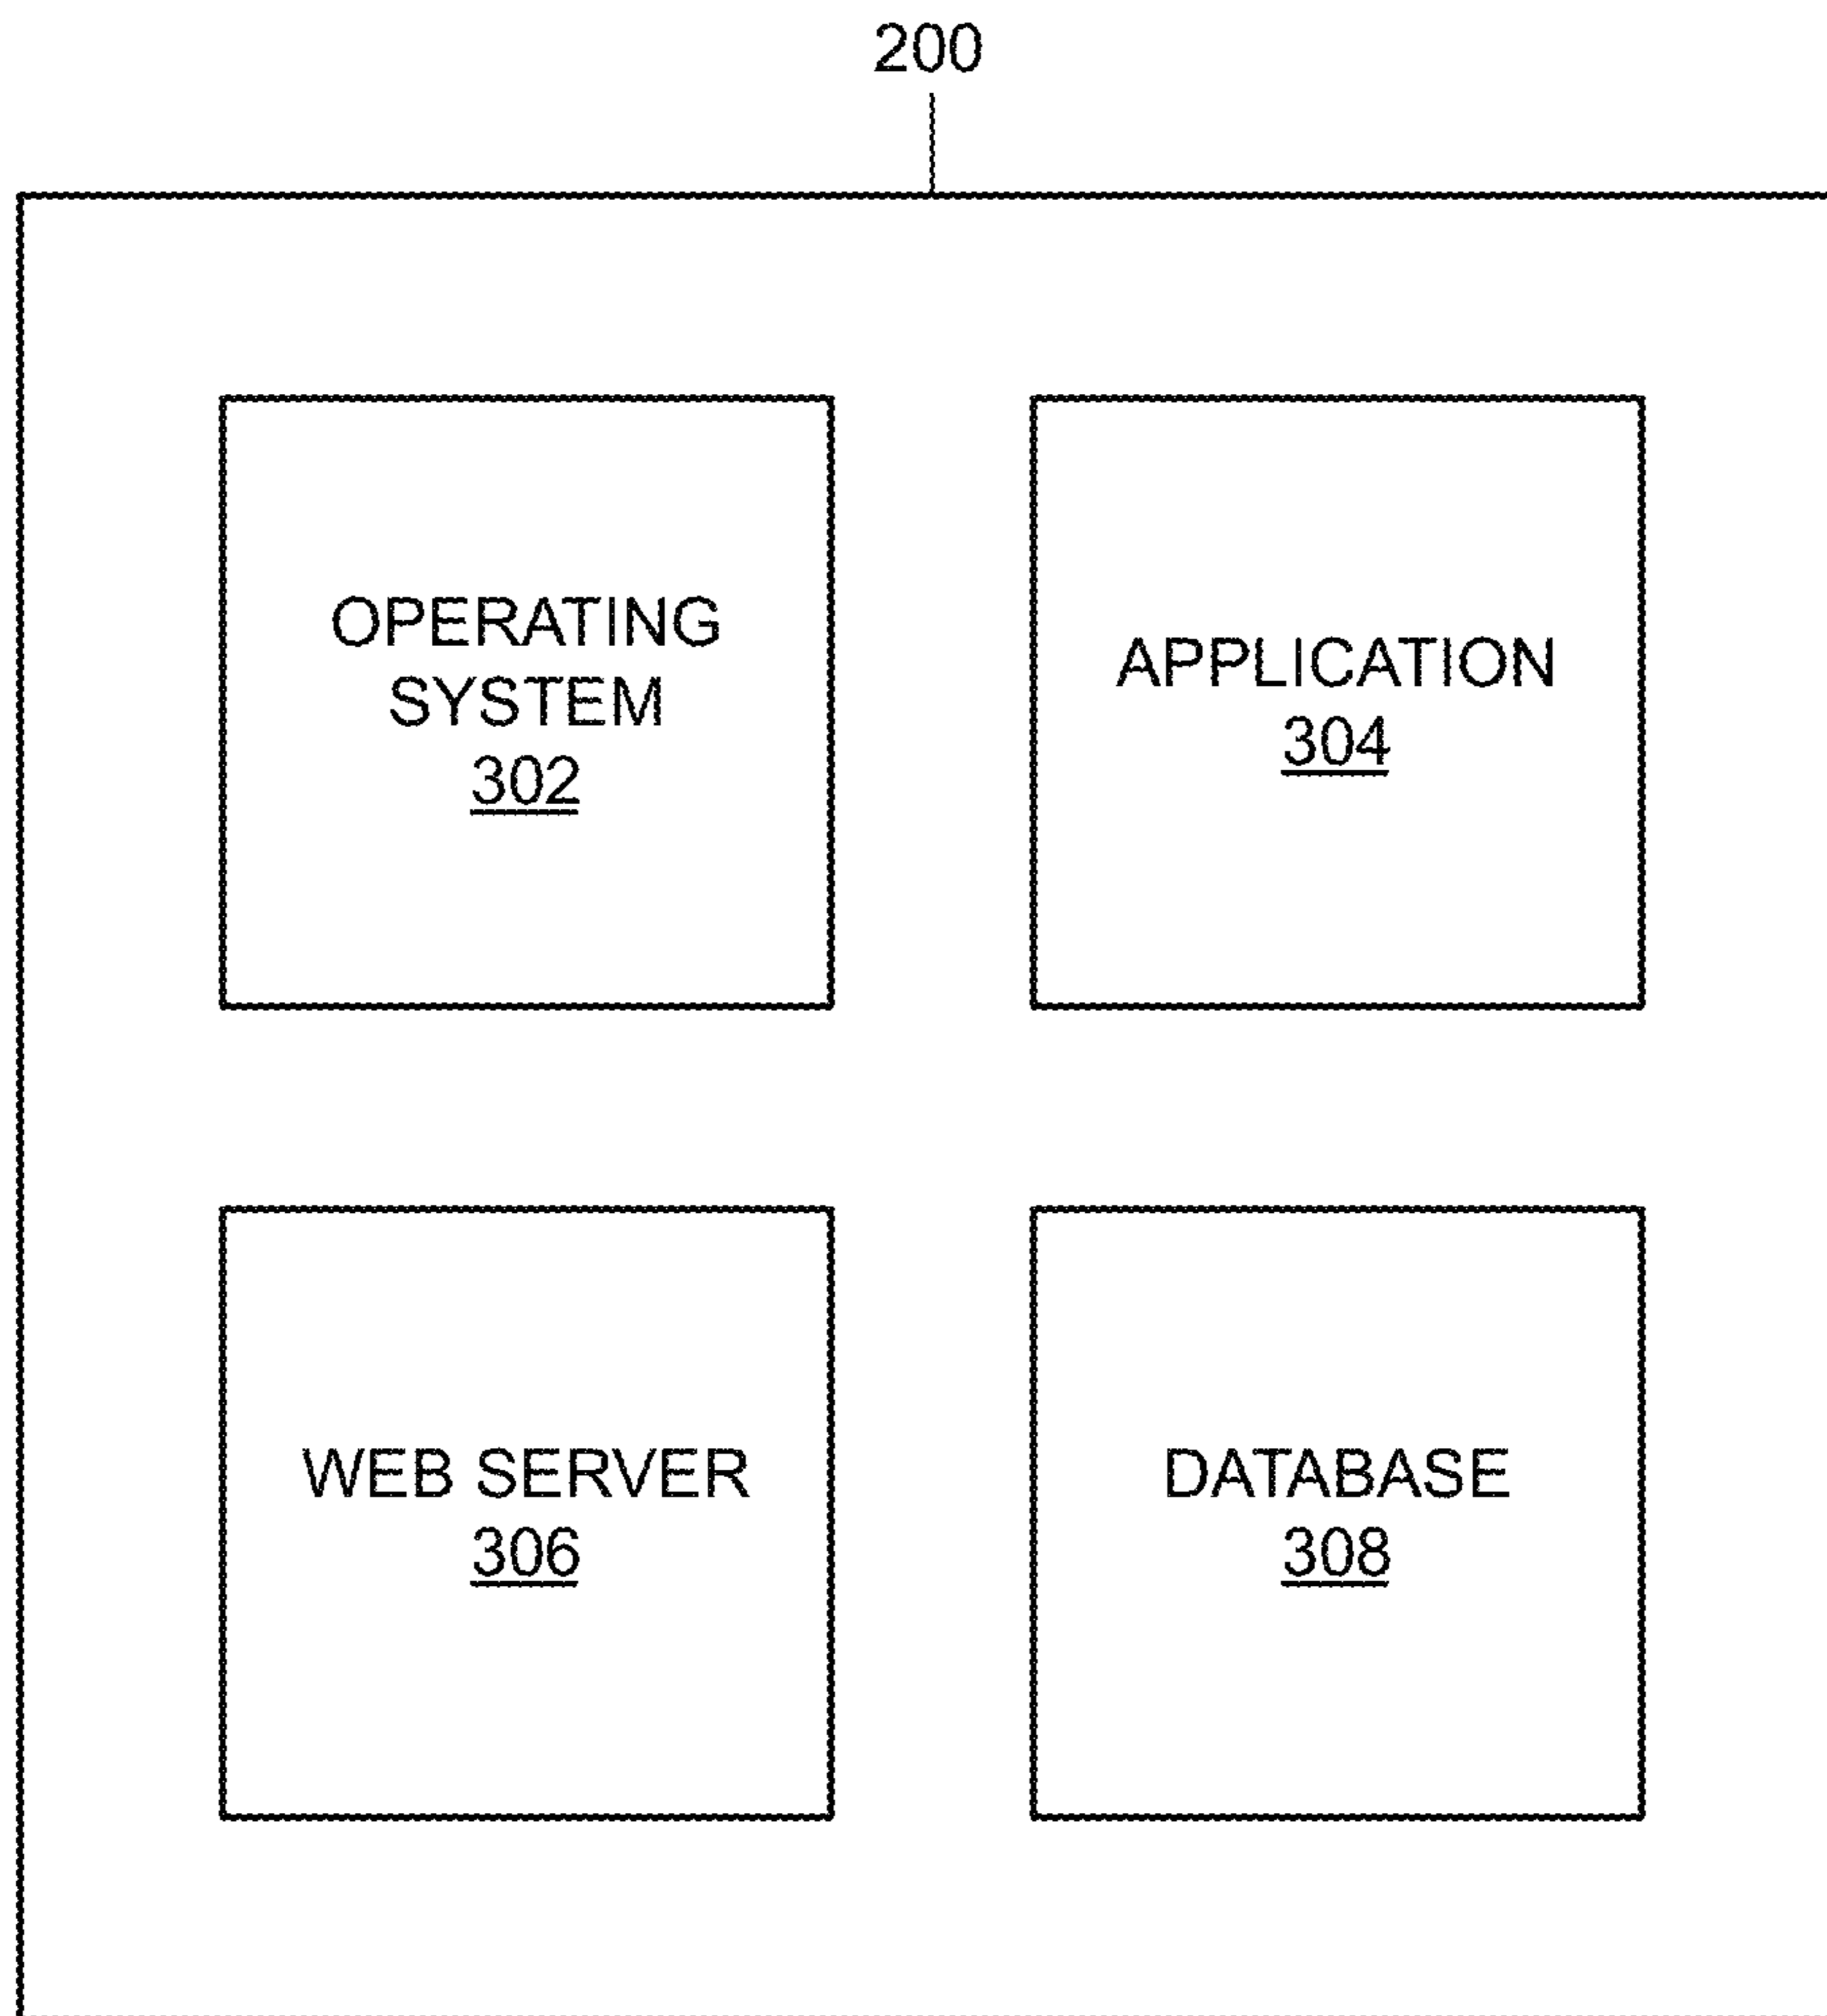 200
OPERATING
SYSTEM
302
APPLICATION
304
WEB SERVER
306
DATABASE
308